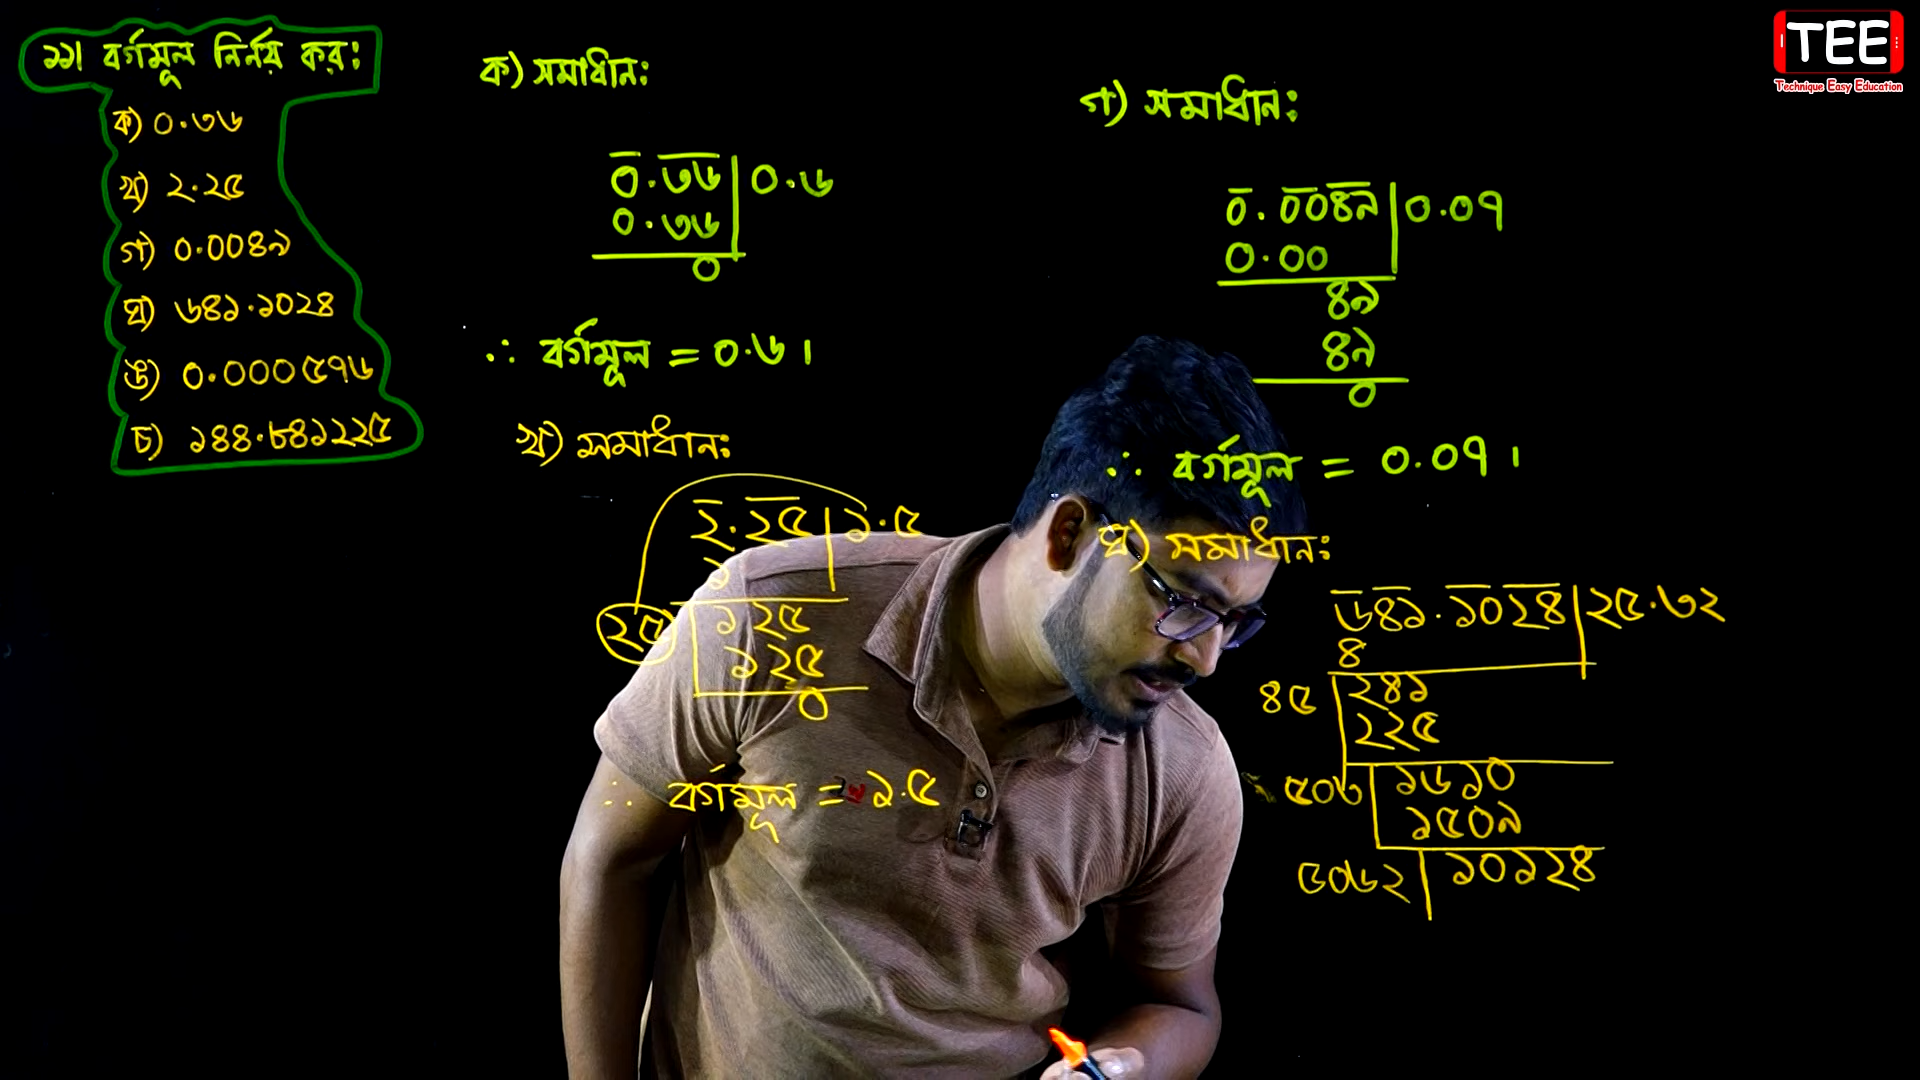 ১১। বর্গমূল নির্নয় কর:
ক) ০.৩৬
খ) ২.২৫
গ) ০.০০৪৯
ঘ) ৬৪১.১০২৪
ঙ) ০.০০০৫৭৬
চ) ১৪৪.৮৪১২২৫
ক) সমাধান:
০.৩৬ | ০.৬
০.৩৬
০
∴ বর্গমূল = ০.৬।
খ) সমাধান:
২.২৫ | ১.৫
১
২৫ | ১২৫
১২৫
০
∴ বর্গমূল = ১.৫
গ) সমাধান:
০.০০৪৯ | ০.০৭
০.০০
৪৯
৪৯
০
∴ বর্গমূল = ০.০৭।
ঘ) সমাধান:
৬৪১.১০২৪ | ২৫.৩২
৪
৪৫ | ২৪১
২২৫
৫০৩ | ১৬১০
১৫০৯
৫০৬২ | ১০১২৪
TEE
Technique Easy Education